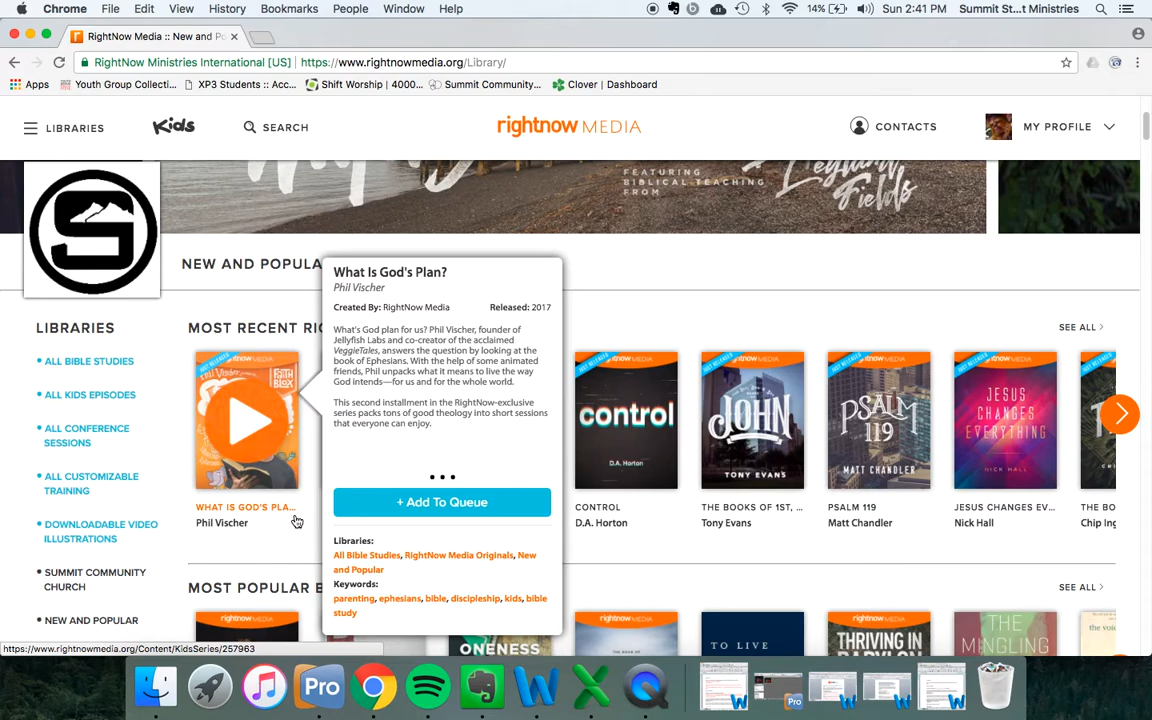 Chrome File Edit View History Bookmarks People Window Help 14% Sun 2:41 PM Summit St...t Ministries
RightNow Media :: New and Po
RightNow Ministries International [US] https://www.rightnowmedia.org/Library/
Apps Youth Group Collecti... XP3 Students :: Acc... Shift Worship | 4000... Summit Community... Clover | Dashboard
LIBRARIES Kids SEARCH rightnow MEDIA CONTACTS MY PROFILE
FEATURING
BIBLICAL TEACHING
FROM
Fields
S
NEW AND POPULA
What Is God's Plan?
Phil Vischer
Created By: RightNow Media Released: 2017
What's God plan for us? Phil Vischer, founder of
Jellyfish Labs and co-creator of the acclaimed
VeggieTales, answers the question by looking at the
book of Ephesians. With the help of some animated
friends, Phil unpacks what it means to live the way
God intends—for us and for the whole world.
This second installment in the RightNow-exclusive
series packs tons of good theology into short sessions
that everyone can enjoy.
+ Add To Queue
Libraries:
All Bible Studies, RightNow Media Originals, New
and Popular
Keywords:
parenting, ephesians, bible, discipleship, kids, bible
study
LIBRARIES
ALL BIBLE STUDIES
ALL KIDS EPISODES
ALL CONFERENCE
SESSIONS
ALL CUSTOMIZABLE
TRAINING
DOWNLOADABLE VIDEO
ILLUSTRATIONS
SUMMIT COMMUNITY
CHURCH
NEW AND POPULAR
MOST RECENT RIG
SEE ALL
FAITH
BLOX
WHAT IS GOD'S PLA...
Phil Vischer
control
D.A. Horton
CONTROL
D.A. Horton
JOHN
TONY EVANS
THE BOOKS OF 1ST, ...
Tony Evans
PSALM
119
MATT CHANDLER
PSALM 119
Matt Chandler
JESUS
CHANGES
EVERYTHING
NICK HALL
JESUS CHANGES EV...
Nick Hall
Chip Ing
MOST POPULAR B
SEE ALL
ONENESS
TO LIVE
THRIVING IN
BABYLON
THE
MINGLING
the voi
https://www.rightnowmedia.org/Content/KidsSeries/257963
Pro